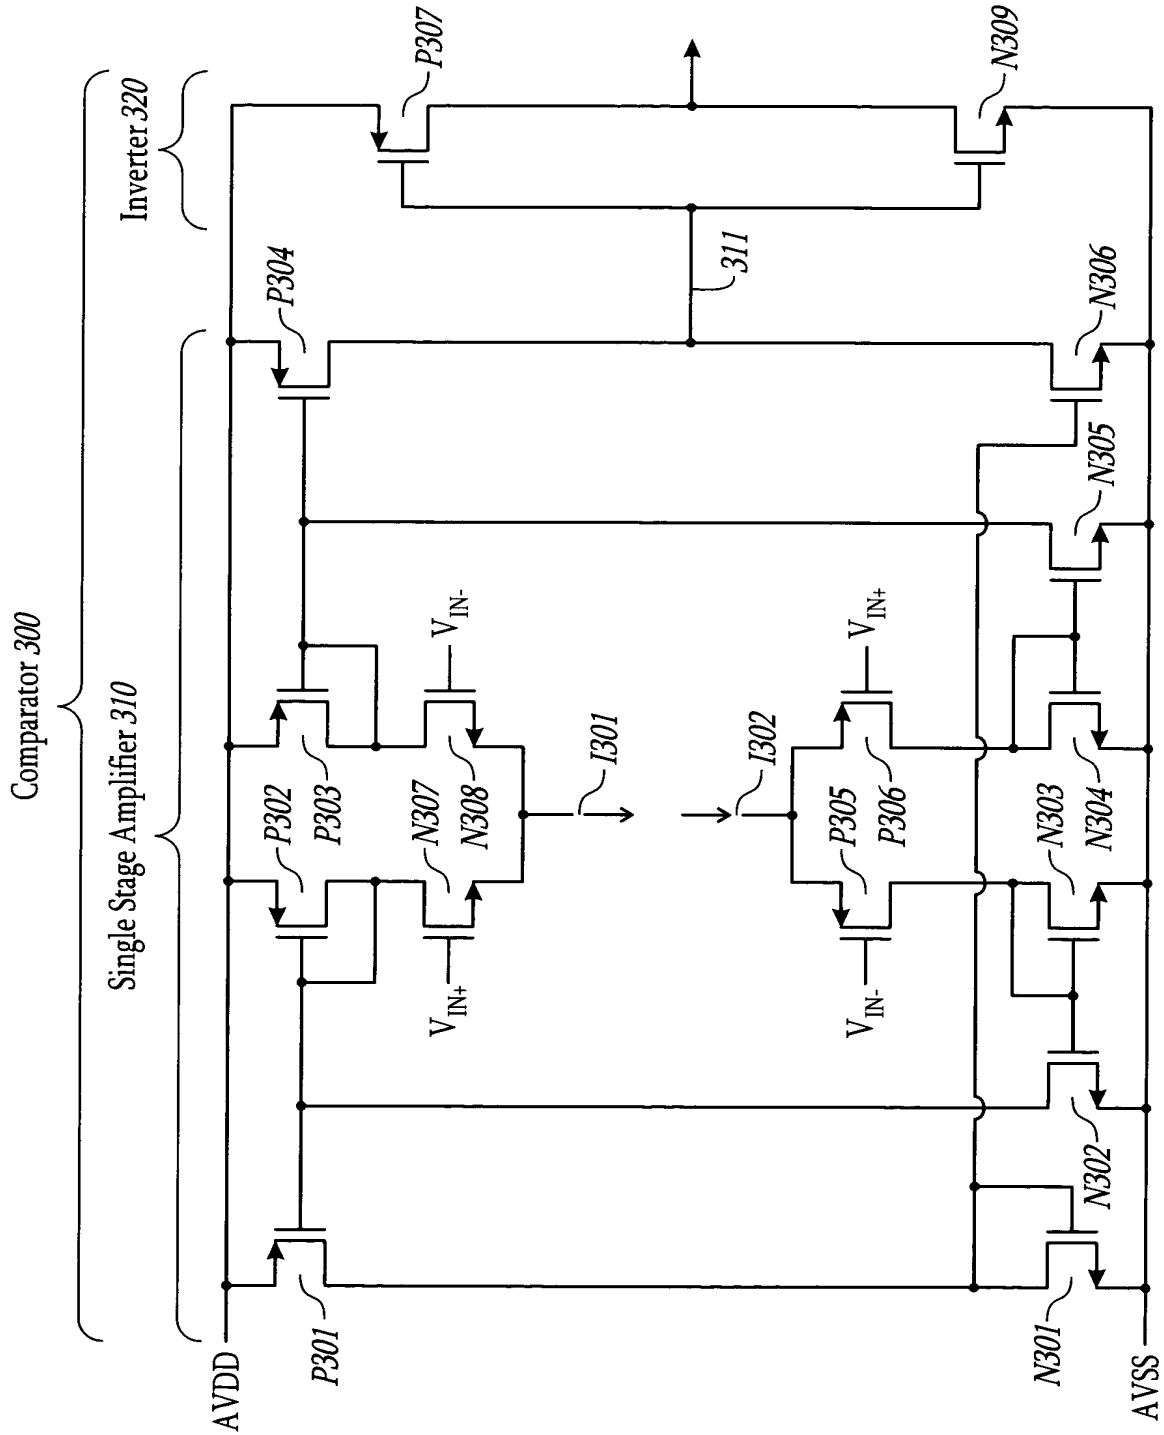 Comparator 300
Single Stage Amplifier 310
Inverter 320
AVDD
P301
P302
P303
P304
P307
N307
N308
V_IN+
V_IN-
I301
311
I302
V_IN-
V_IN+
P305
P306
N301
N302
N303
N304
N305
N306
N309
AVSS